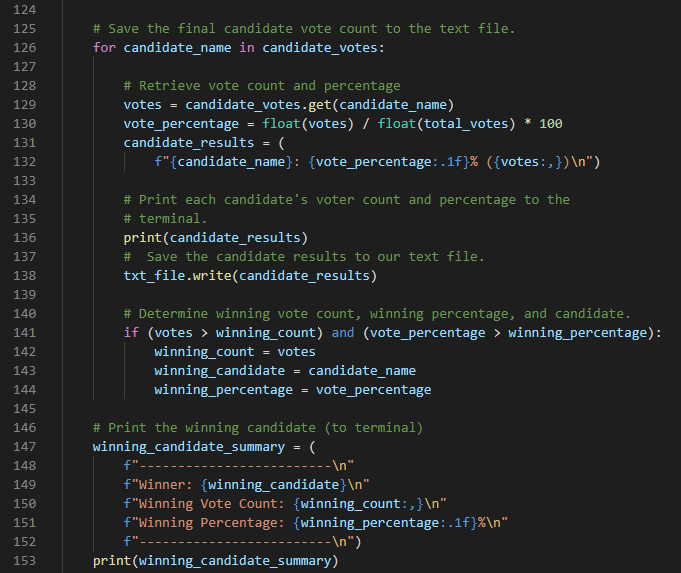 124
125 # Save the final candidate vote count to the text file.
126 for candidate_name in candidate_votes:
127
128 # Retrieve vote count and percentage
129 votes = candidate_votes.get(candidate_name)
130 vote_percentage = float(votes) / float(total_votes) * 100
131 candidate_results = (
132 f"{candidate_name}: {vote_percentage:.1f}% ({votes:,})\n")
133
134 # Print each candidate's voter count and percentage to the
135 # terminal.
136 print(candidate_results)
137 #  Save the candidate results to our text file.
138 txt_file.write(candidate_results)
139
140 # Determine winning vote count, winning percentage, and candidate.
141 if (votes > winning_count) and (vote_percentage > winning_percentage):
142 winning_count = votes
143 winning_candidate = candidate_name
144 winning_percentage = vote_percentage
145
146 # Print the winning candidate (to terminal)
147 winning_candidate_summary = (
148 f"-------------------------\n"
149 f"Winner: {winning_candidate}\n"
150 f"Winning Vote Count: {winning_count:,}\n"
151 f"Winning Percentage: {winning_percentage:.1f}%\n"
152 f"-------------------------\n")
153 print(winning_candidate_summary)